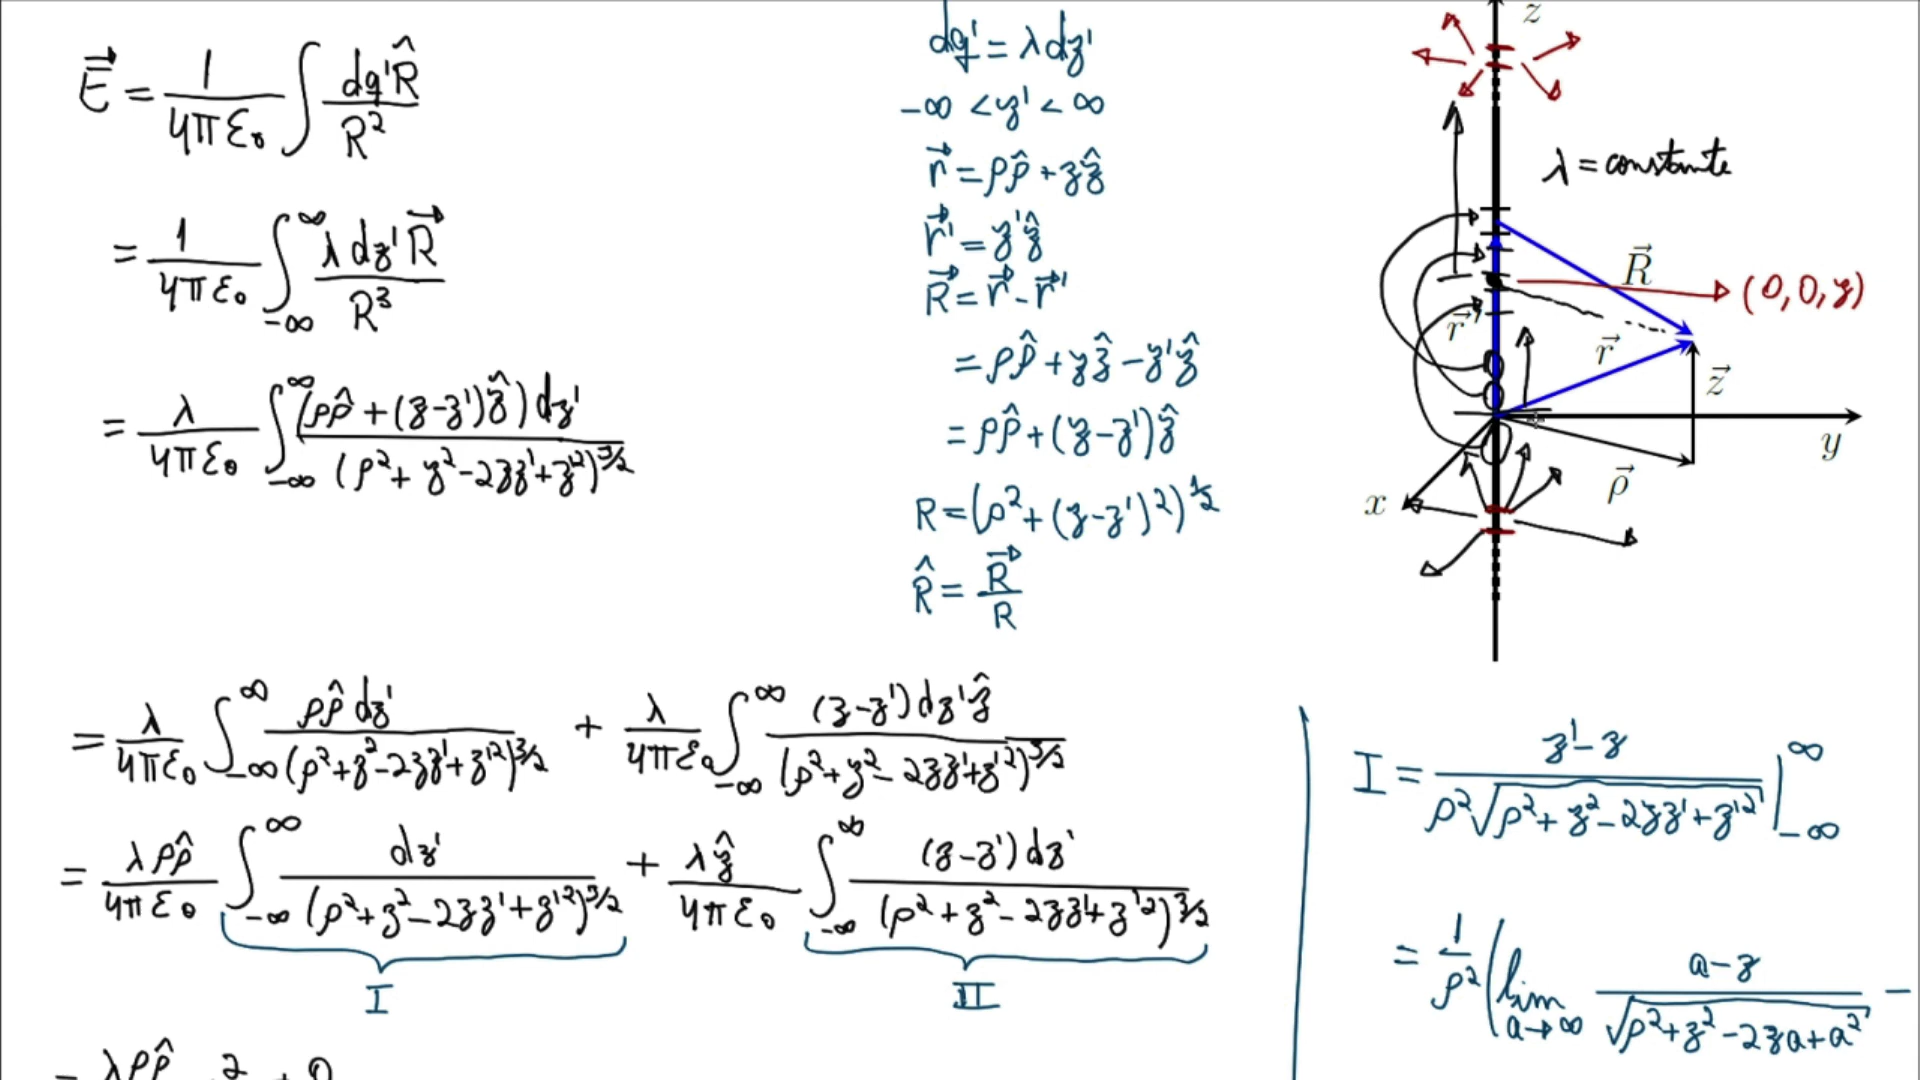 E⃗ = 1/(4πε₀) ∫ dq' R̂ / R²
= 1/(4πε₀) ∫_{-∞}^{∞} λ dz' R⃗ / R³
= λ/(4πε₀) ∫_{-∞}^{∞} (ρρ̂ + (z-z')ẑ) dz' / (ρ² + z² - 2zz' + z'²)^{3/2}
dq' = λ dz'
-∞ < z' < ∞
r⃗ = ρρ̂ + zẑ
r⃗' = z'ẑ
R⃗ = r⃗ - r⃗'
= ρρ̂ + zẑ - z'ẑ
= ρρ̂ + (z-z')ẑ
R = (ρ² + (z-z')²)^{1/2}
R̂ = R⃗/R
z
λ = constante
R⃗
(0,0,z)
r⃗'
r⃗
z⃗
y
ρ⃗
x
= λ/(4πε₀) ∫_{-∞}^{∞} ρρ̂ dz' / (ρ² + z² - 2zz' + z'²)^{3/2} + λ/(4πε₀) ∫_{-∞}^{∞} (z-z') dz' ẑ / (ρ² + z² - 2zz' + z'²)^{3/2}
= λρρ̂/(4πε₀) ∫_{-∞}^{∞} dz' / (ρ² + z² - 2zz' + z'²)^{3/2} + λẑ/(4πε₀) ∫_{-∞}^{∞} (z-z') dz' / (ρ² + z² - 2zz' + z'²)^{3/2}
I II
I = z'-z / (ρ² √(ρ² + z² - 2zz' + z'²)) |_{-∞}^{∞}
= 1/ρ² ( lim_{a→∞} a-z / √(ρ² + z² - 2za + a²) -
= λρρ̂ 2 + 0